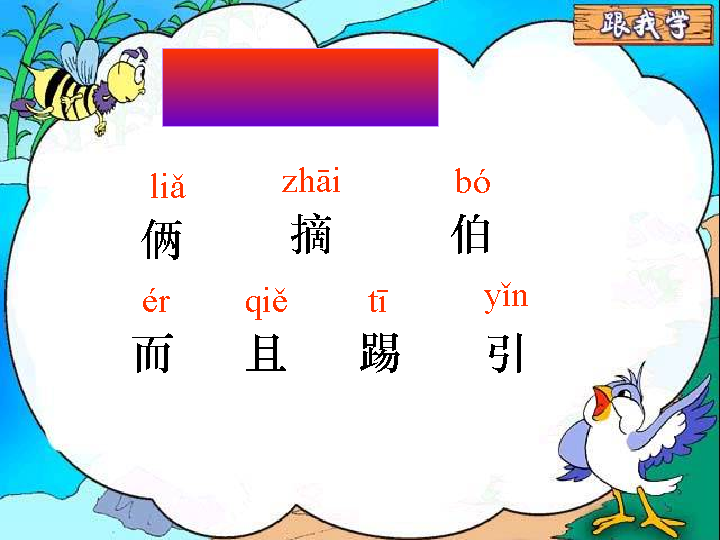 跟我学
liǎ zhāi bó
俩 摘 伯
ér qiě tī yǐn
而 且 踢 引